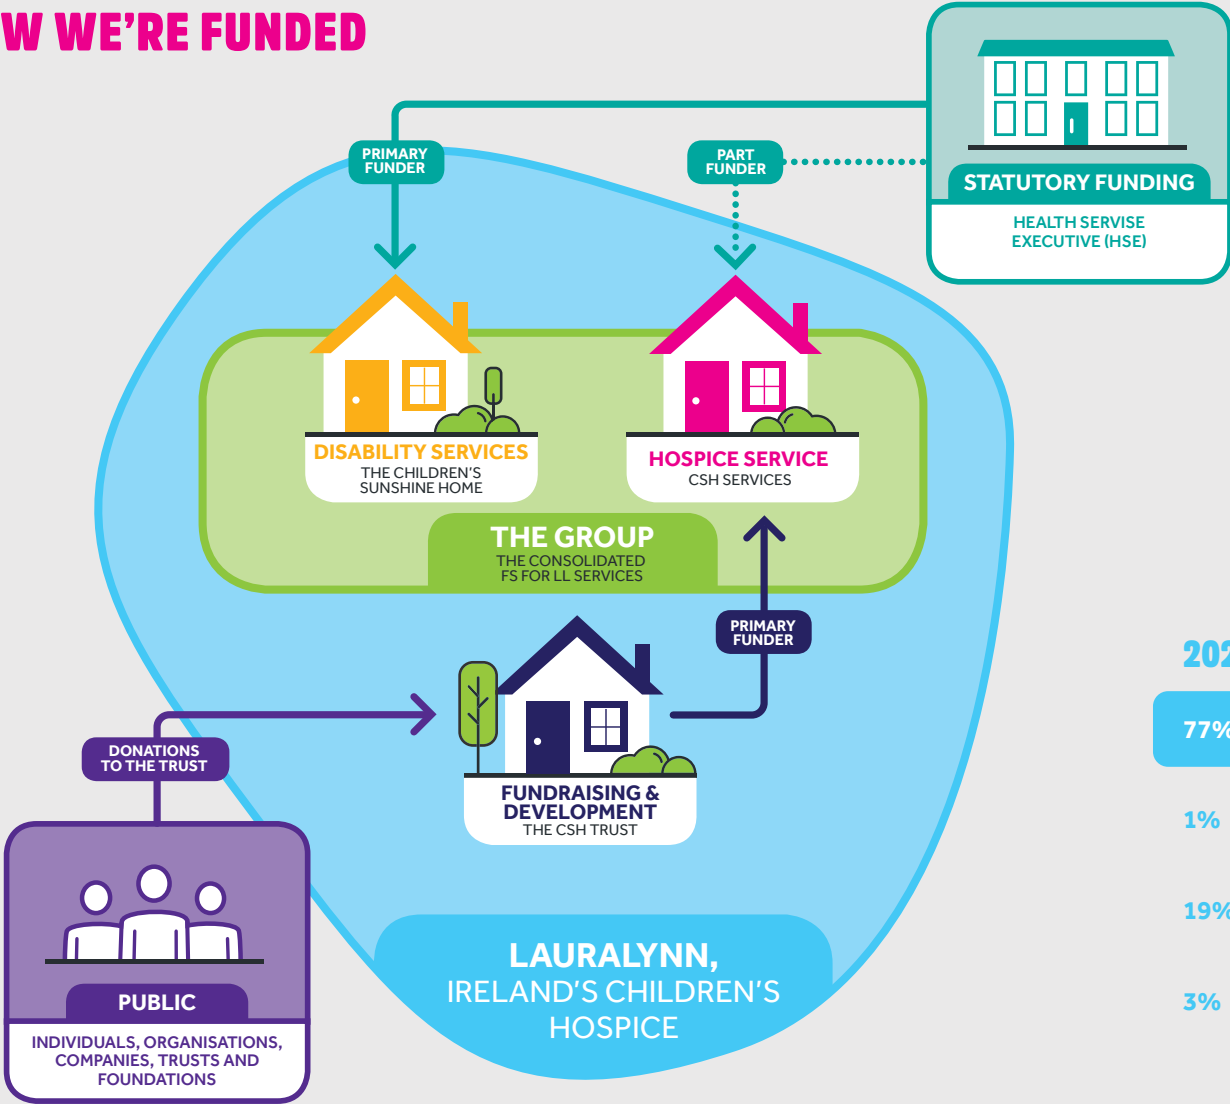 W WE'RE FUNDED
PRIMARY
FUNDER
PART
FUNDER
STATUTORY FUNDING
HEALTH SERVISE
EXECUTIVE (HSE)
DISABILITY SERVICES
THE CHILDREN'S
SUNSHINE HOME
HOSPICE SERVICE
CSH SERVICES
THE GROUP
THE CONSOLIDATED
FS FOR LL SERVICES
PRIMARY
FUNDER
DONATIONS
TO THE TRUST
FUNDRAISING &
DEVELOPMENT
THE CSH TRUST
PUBLIC
INDIVIDUALS, ORGANISATIONS,
COMPANIES, TRUSTS AND
FOUNDATIONS
LAURALYNN,
IRELAND'S CHILDREN'S
HOSPICE
77%
1%
19%
3%